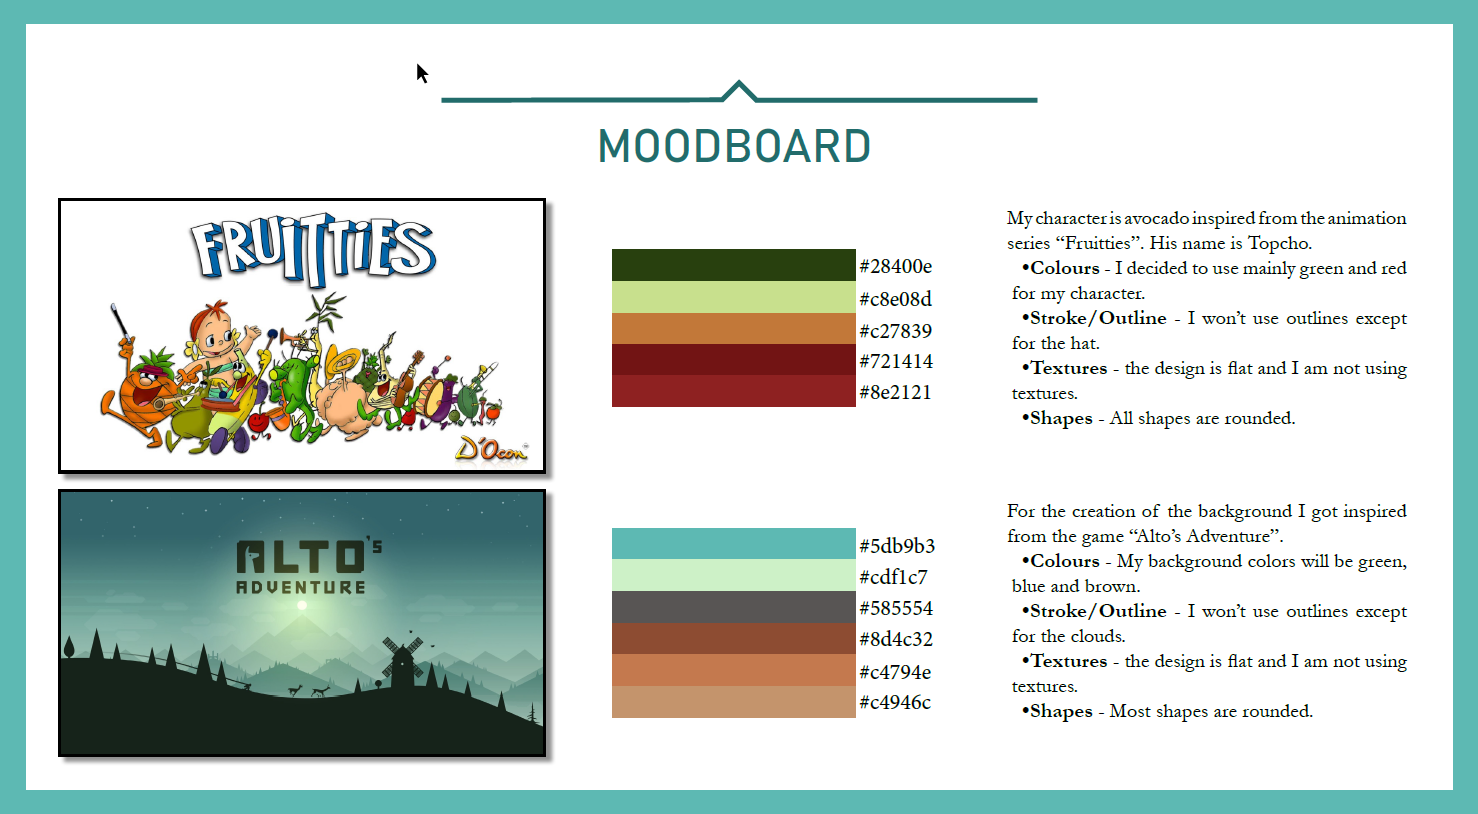 MOODBOARD
FRUiTTiES
D'Ocon
My character is avocado inspired from the animation
series “Fruitties”. His name is Topcho.
•Colours - I decided to use mainly green and red
for my character.
•Stroke/Outline - I won’t use outlines except
for the hat.
•Textures - the design is flat and I am not using
textures.
•Shapes - All shapes are rounded.
#28400e
#c8e08d
#c27839
#721414
#8e2121
ALTO's
ADVENTURE
#5db9b3
#cdf1c7
#585554
#8d4c32
#c4794e
#c4946c
For the creation of the background I got inspired
from the game “Alto’s Adventure”.
•Colours - My background colors will be green,
blue and brown.
•Stroke/Outline - I won’t use outlines except
for the clouds.
•Textures - the design is flat and I am not using
textures.
•Shapes - Most shapes are rounded.